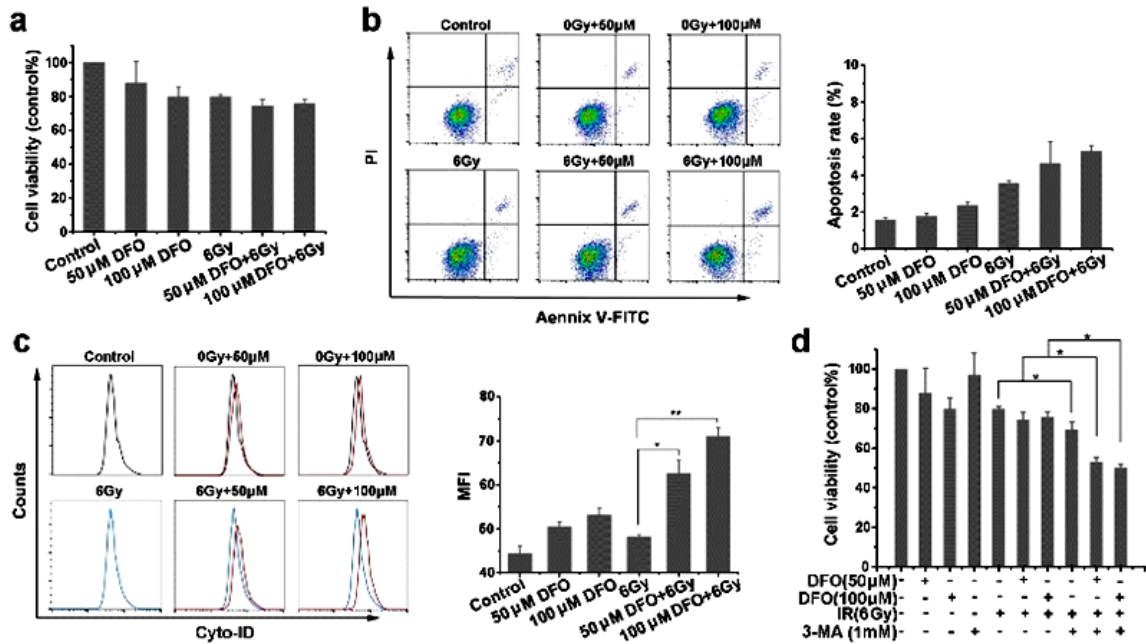 a
Cell viability (control%)
100
80
60
40
20
0
Control
50 μM DFO
100 μM DFO
6Gy
50 μM DFO+6Gy
100 μM DFO+6Gy
b
Control
0Gy+50μM
0Gy+100μM
6Gy
6Gy+50μM
6Gy+100μM
PI
Aennix V-FITC
Apoptosis rate (%)
10
8
6
4
2
0
Control
50 μM DFO
100 μM DFO
6Gy
50 μM DFO+6Gy
100 μM DFO+6Gy
c
Control
0Gy+50μM
0Gy+100μM
6Gy
6Gy+50μM
6Gy+100μM
Counts
Cyto-ID
MFI
80
70
60
50
40
*
**
Control
50 μM DFO
100 μM DFO
6Gy
50 μM DFO+6Gy
100 μM DFO+6Gy
d
Cell viability (control%)
100
80
60
40
20
0
*
*
*
DFO(50μM) - + - - - + - - + -
DFO(100μM) - - + - - - + - - +
IR(6Gy) - - - - + + + + + +
3-MA (1mM) - - - + - - - + + +